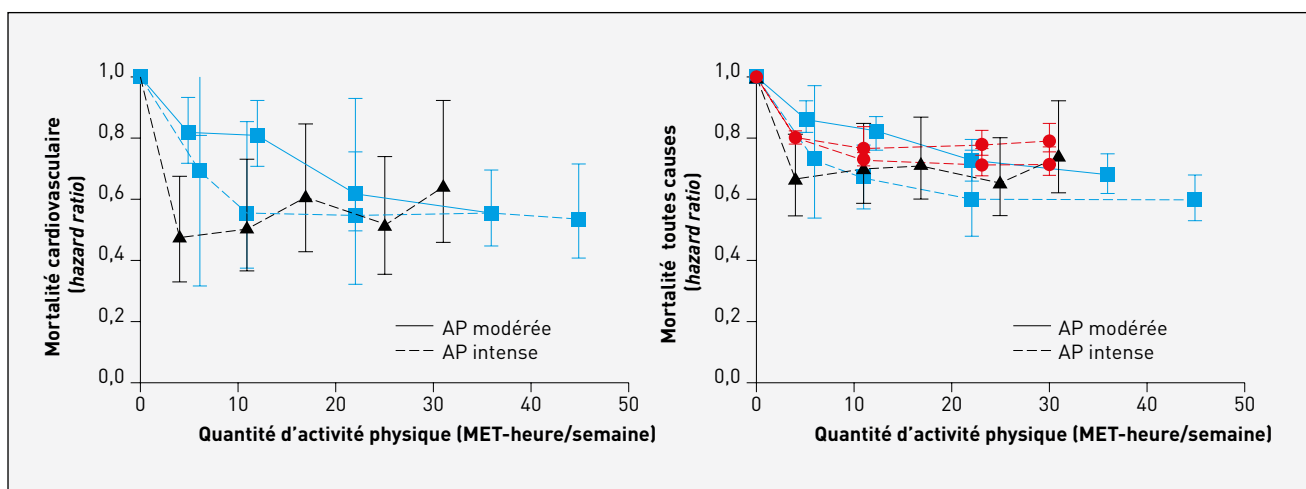 Mortalité cardiovasculaire
(hazard ratio)
1,0
0,8
0,6
0,4
0,2
0,0
AP modérée
AP intense
0
10
20
30
40
50
Quantité d’activité physique (MET-heure/semaine)
Mortalité toutes causes
(hazard ratio)
1,0
0,8
0,6
0,4
0,2
0,0
AP modérée
AP intense
0
10
20
30
40
50
Quantité d’activité physique (MET-heure/semaine)